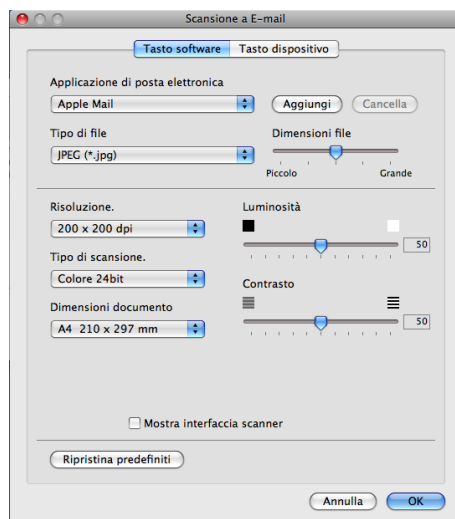 Scansione a E-mail
Tasto software Tasto dispositivo
Applicazione di posta elettronica
Apple Mail Aggiungi Cancella
Tipo di file Dimensioni file
JPEG (*.jpg)
Piccolo Grande
Risoluzione. Luminosità
200 x 200 dpi
50
Tipo di scansione.
Colore 24bit
Contrasto
Dimensioni documento
A4 210 x 297 mm 50
Mostra interfaccia scanner
Ripristina predefiniti
Annulla OK